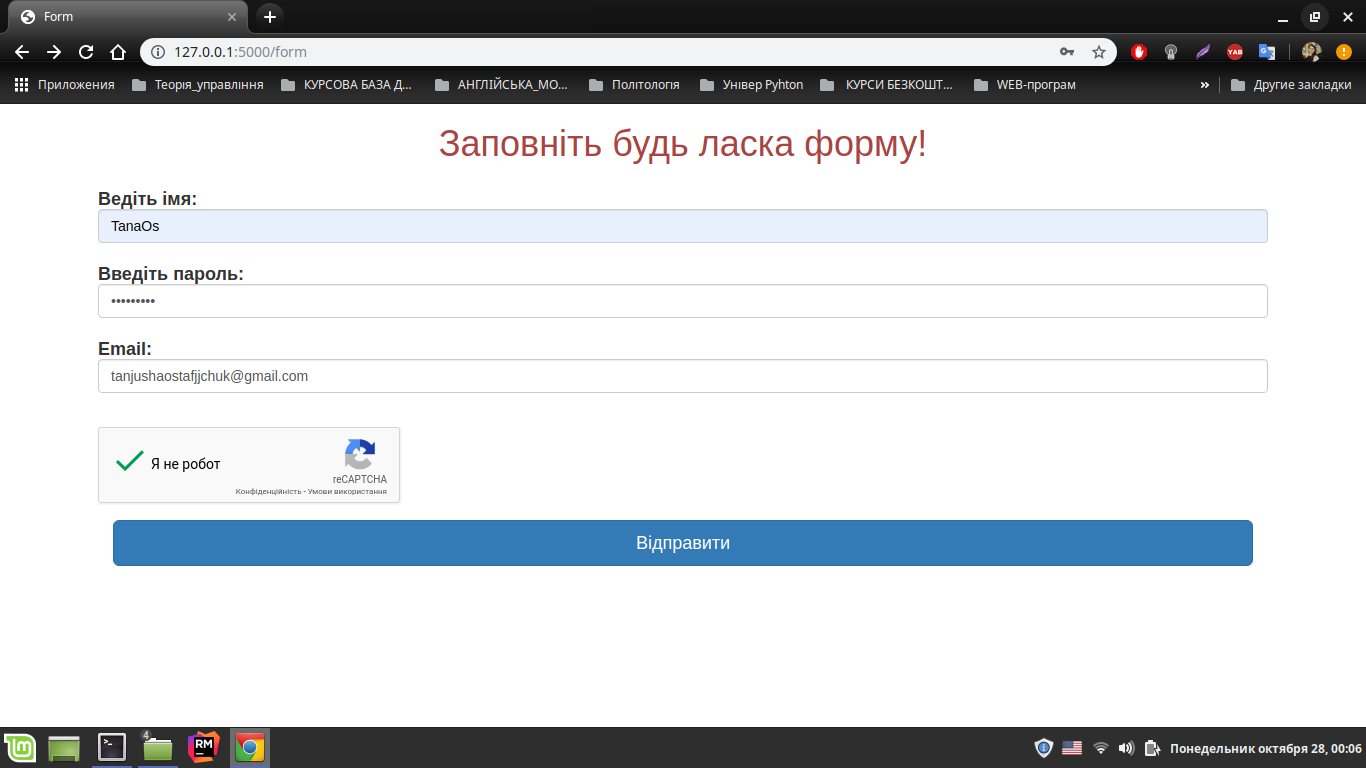 Form
127.0.0.1:5000/form
Приложения
Теорія_управління
КУРСОВА БАЗА Д...
АНГЛІЙСЬКА_МО...
Політологія
Універ Pyhton
КУРСИ БЕЗКОШТ...
WEB-програм
»
Другие закладки
Заповніть будь ласка форму!
Ведіть імя:
TanaOs
Введіть пароль:
•••••••••
Email:
tanjushaostafjjchuk@gmail.com
Я не робот
reCAPTCHA
Конфіденційність - Умови використання
Відправити
4
RM
YAB
Понедельник октября 28, 00:06